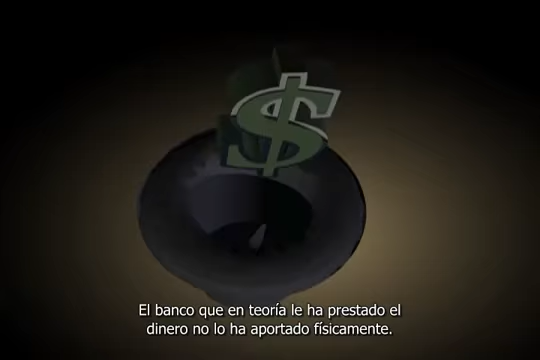 $
El banco que en teoría le ha prestado el
dinero no lo ha aportado físicamente.